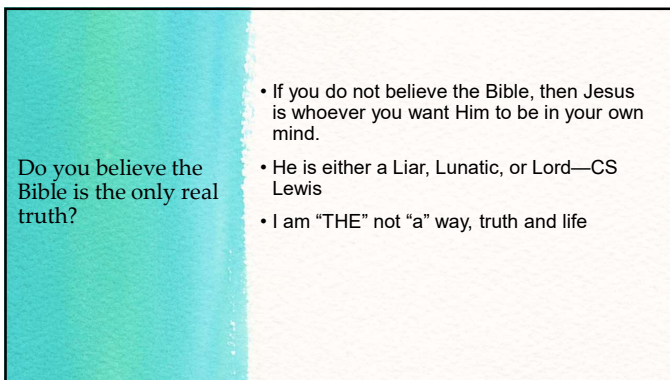 Do you believe the
Bible is the only real
truth?
• If you do not believe the Bible, then Jesus
is whoever you want Him to be in your own
mind.
• He is either a Liar, Lunatic, or Lord—CS
Lewis
• I am “THE” not “a” way, truth and life